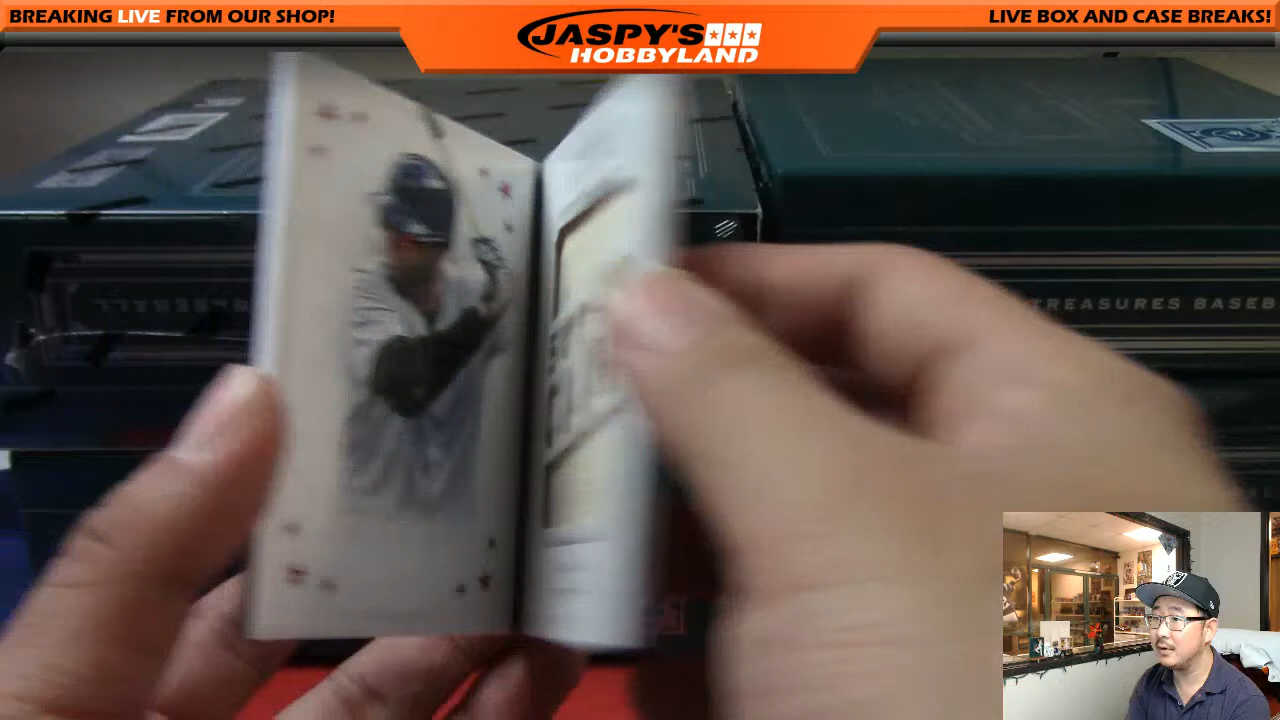 BREAKING LIVE FROM OUR SHOP!
JASPY'S
HOBBYLAND
LIVE BOX AND CASE BREAKS!
TREASURES BASEB